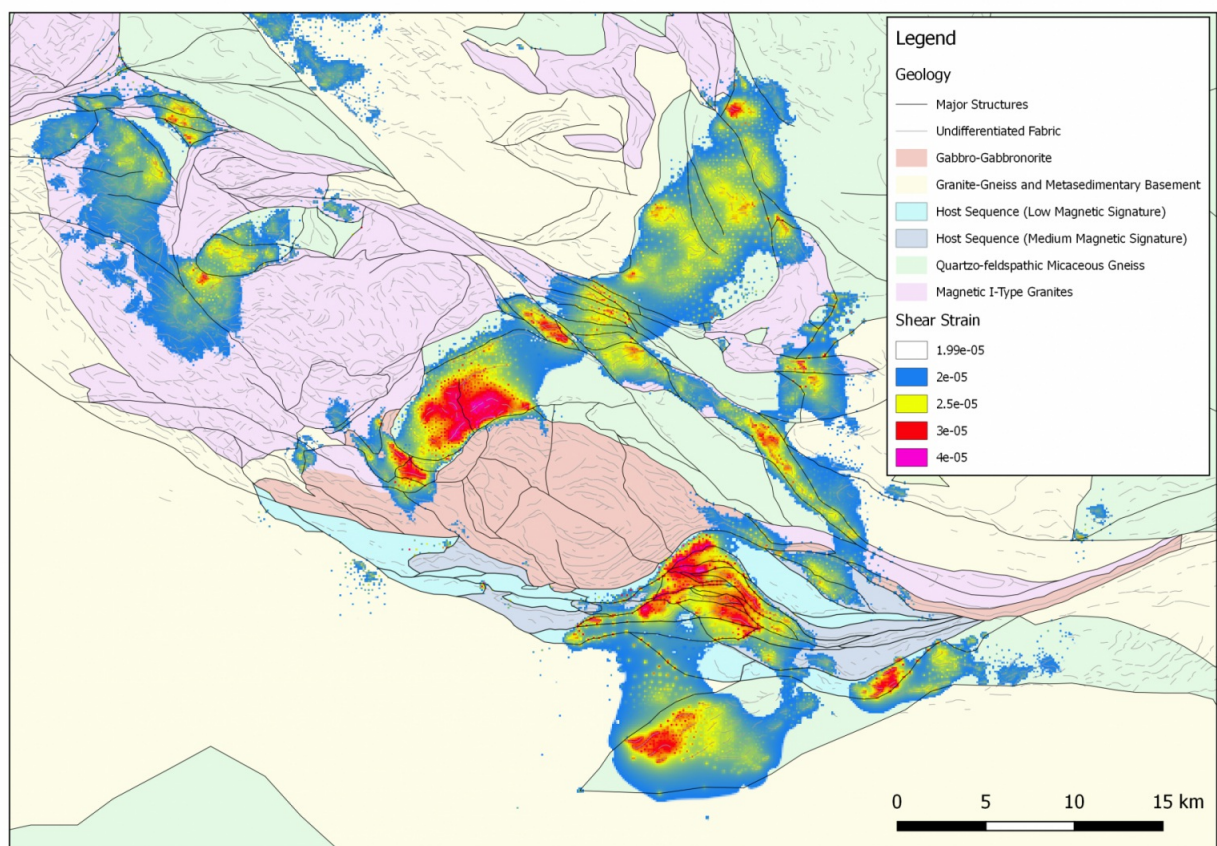 Legend
Geology
Major Structures
Undifferentiated Fabric
Gabbro-Gabbronorite
Granite-Gneiss and Metasedimentary Basement
Host Sequence (Low Magnetic Signature)
Host Sequence (Medium Magnetic Signature)
Quartzo-feldspathic Micaceous Gneiss
Magnetic I-Type Granites
Shear Strain
1.99e-05
2e-05
2.5e-05
3e-05
4e-05
0 5 10 15 km